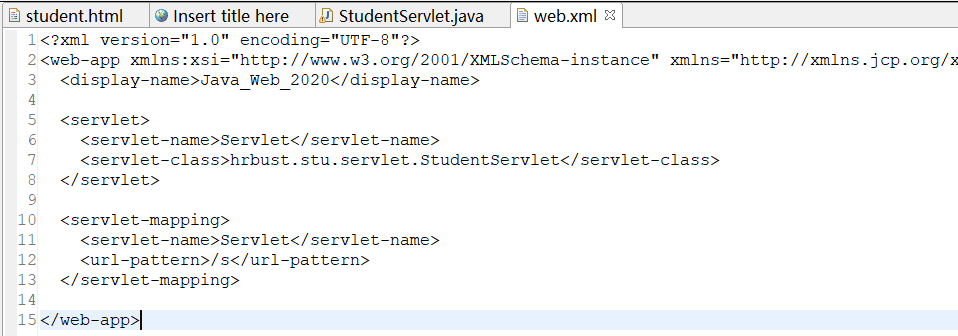 student.html Insert title here StudentServlet.java web.xml
1 <?xml version="1.0" encoding="UTF-8"?>
2 <web-app xmlns:xsi="http://www.w3.org/2001/XMLSchema-instance" xmlns="http://xmlns.jcp.org/x
3 <display-name>Java_Web_2020</display-name>
4
5 <servlet>
6 <servlet-name>Servlet</servlet-name>
7 <servlet-class>hrbust.stu.servlet.StudentServlet</servlet-class>
8 </servlet>
9
10 <servlet-mapping>
11 <servlet-name>Servlet</servlet-name>
12 <url-pattern>/s</url-pattern>
13 </servlet-mapping>
14
15 </web-app>